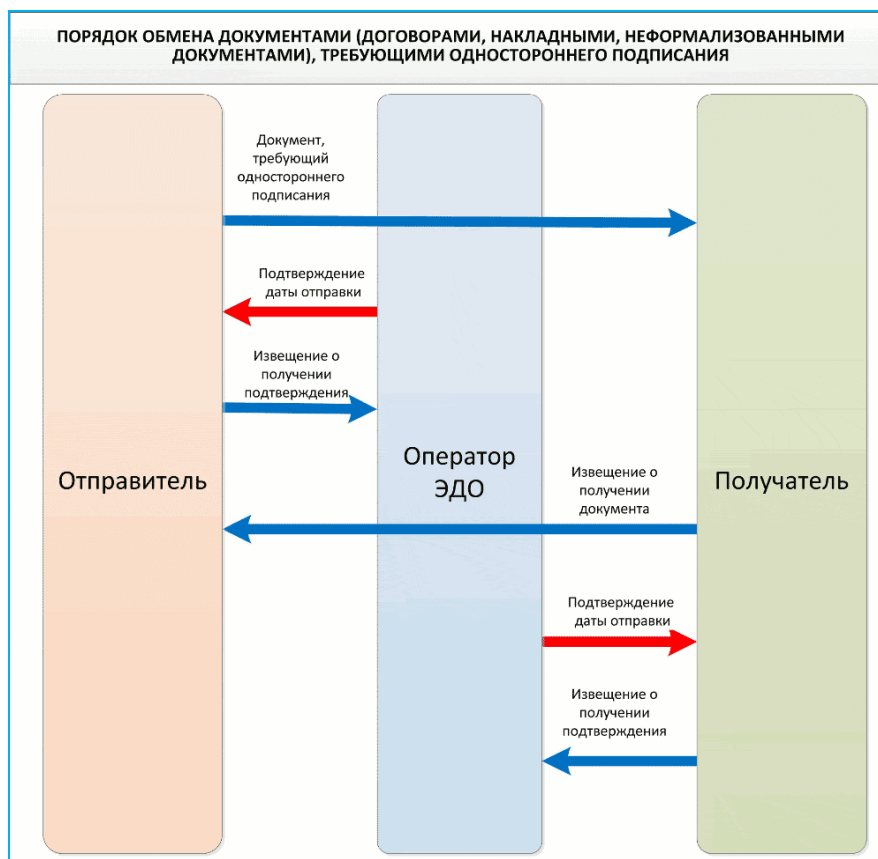 ПОРЯДОК ОБМЕНА ДОКУМЕНТАМИ (ДОГОВОРАМИ, НАКЛАДНЫМИ, НЕФОРМАЛИЗОВАННЫМИ
ДОКУМЕНТАМИ), ТРЕБУЮЩИМИ ОДНОСТОРОННЕГО ПОДПИСАНИЯ
Документ,
требующий
одностороннего
подписания
Подтверждение
даты отправки
Извещение о
получении
подтверждения
Отправитель
Оператор
ЭДО
Получатель
Извещение о
получении
документа
Подтверждение
даты отправки
Извещение о
получении
подтверждения